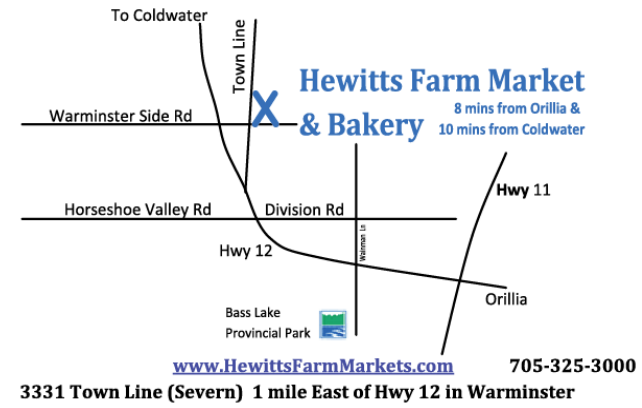 To Coldwater
Town Line
Hewitts Farm Market
& Bakery
8 mins from Orillia &
10 mins from Coldwater
Warminster Side Rd
X
Hwy 11
Horseshoe Valley Rd
Division Rd
Wainman Ln
Hwy 12
Orillia
Bass Lake
Provincial Park
www.HewittsFarmMarkets.com
705-325-3000
3331 Town Line (Severn) 1 mile East of Hwy 12 in Warminster